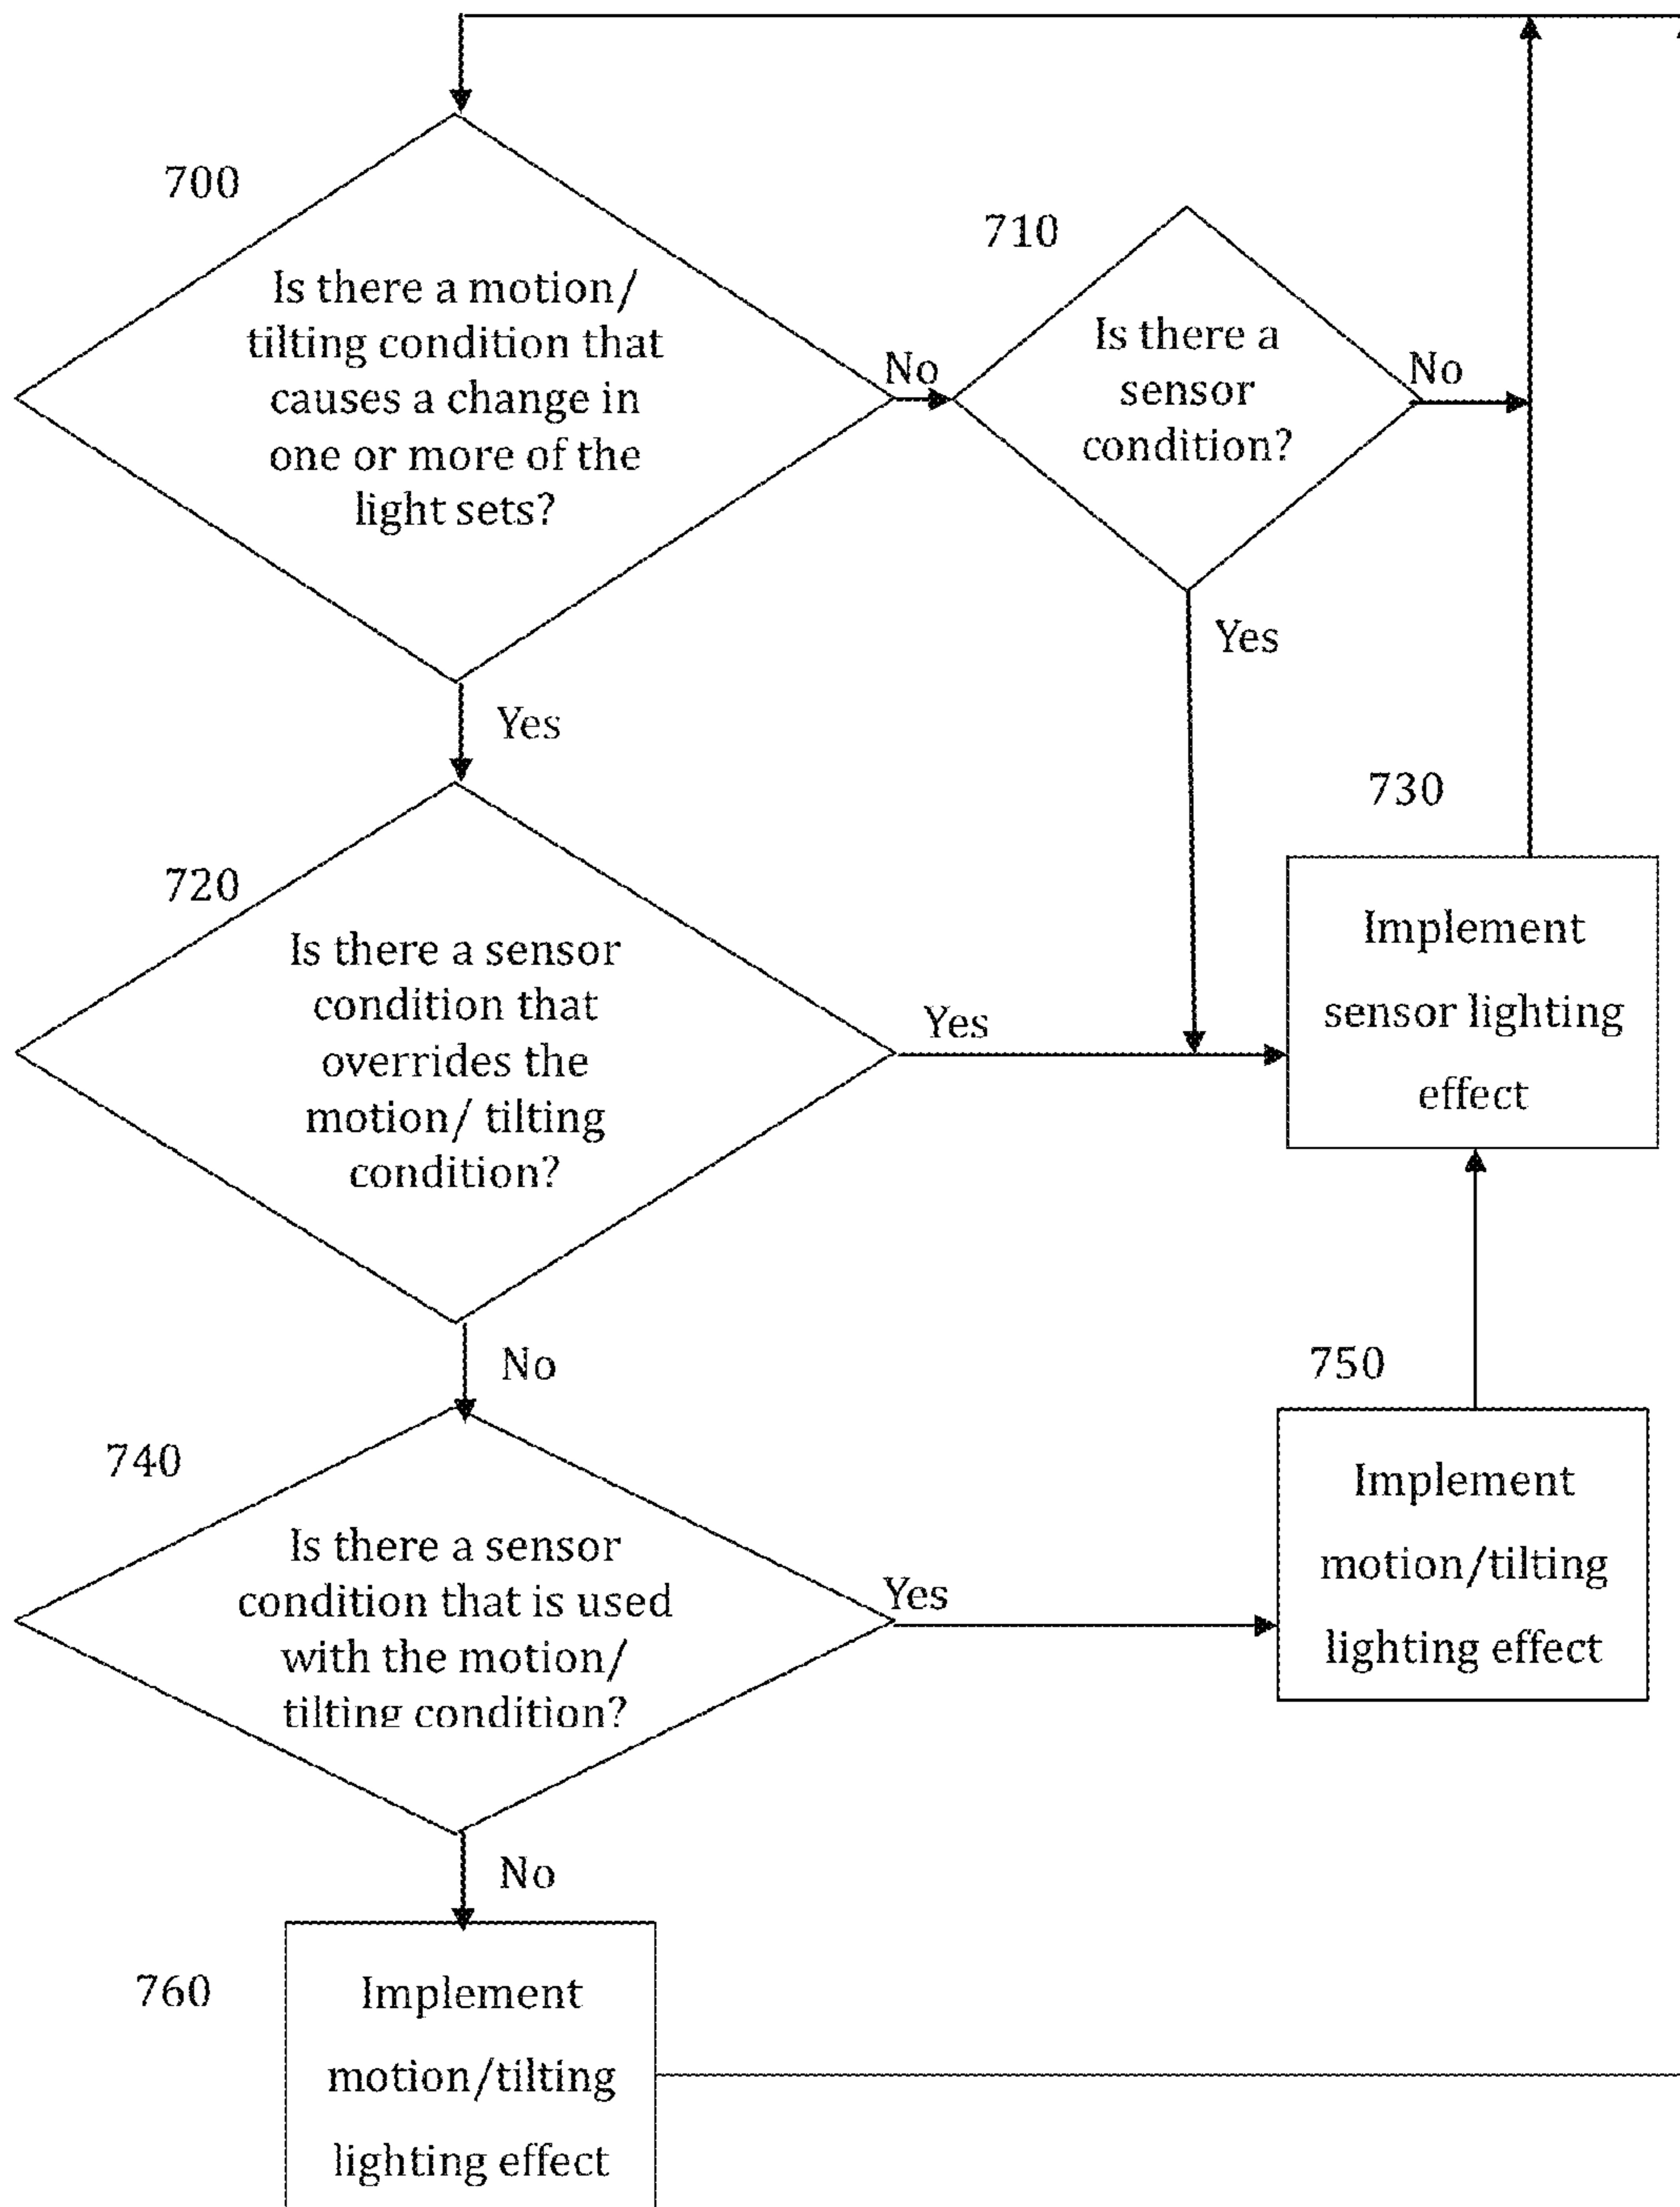 700
Is there a motion/
tilting condition that
causes a change in
one or more of the
light sets?
No
710
Is there a
sensor
condition?
No
Yes
Yes
720
Is there a sensor
condition that
overrides the
motion/ tilting
condition?
Yes
730
Implement
sensor lighting
effect
No
740
Is there a sensor
condition that is used
with the motion/
tilting condition?
Yes
750
Implement
motion/tilting
lighting effect
No
760
Implement
motion/tilting
lighting effect